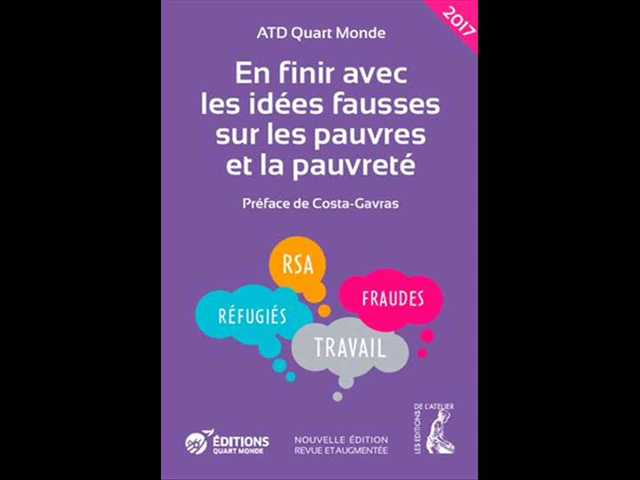 2017
ATD Quart Monde
En finir avec
les idées fausses
sur les pauvres
et la pauvreté
Préface de Costa-Gavras
RSA
FRAUDES
RÉFUGIÉS
TRAVAIL
ÉDITIONS
QUART MONDE
NOUVELLE ÉDITION
REVUE ET AUGMENTÉE
LES EDITIONS
DE L'ATELIER